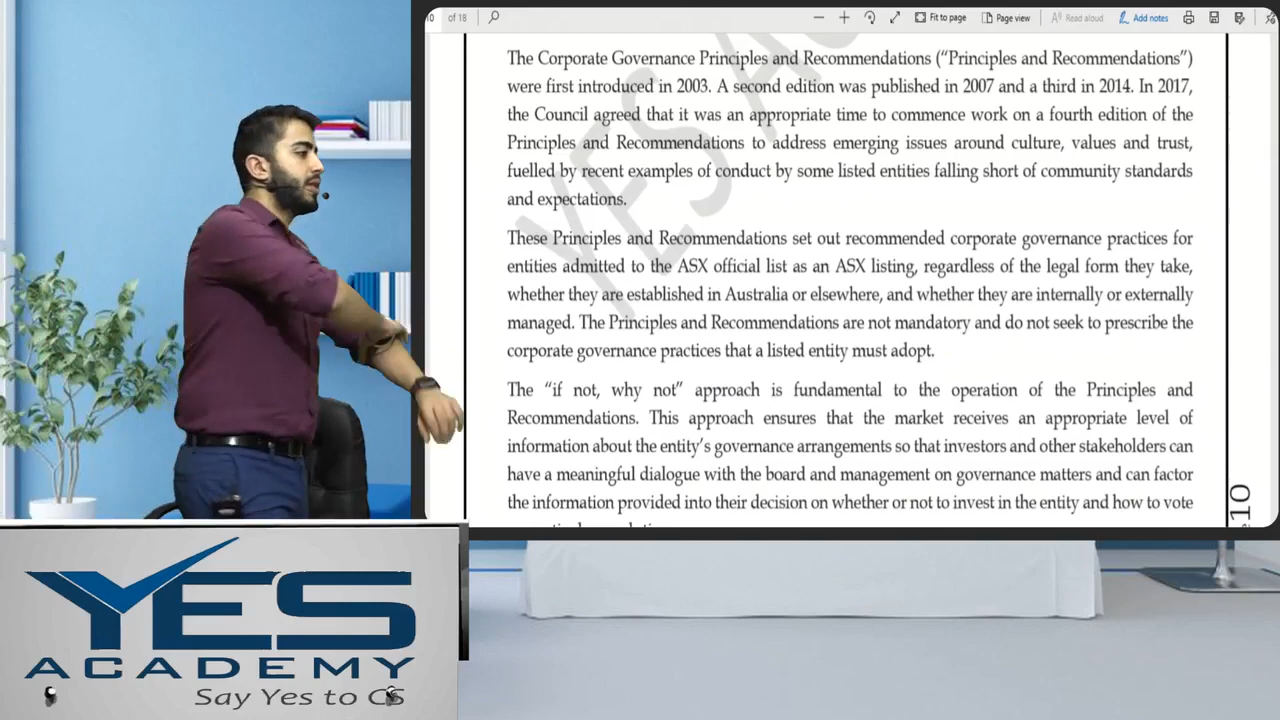 10 of 18
Fit to page
Page view
Read aloud
Add notes
The Corporate Governance Principles and Recommendations (“Principles and Recommendations”)
were first introduced in 2003. A second edition was published in 2007 and a third in 2014. In 2017,
the Council agreed that it was an appropriate time to commence work on a fourth edition of the
Principles and Recommendations to address emerging issues around culture, values and trust,
fuelled by recent examples of conduct by some listed entities falling short of community standards
and expectations.
These Principles and Recommendations set out recommended corporate governance practices for
entities admitted to the ASX official list as an ASX listing, regardless of the legal form they take,
whether they are established in Australia or elsewhere, and whether they are internally or externally
managed. The Principles and Recommendations are not mandatory and do not seek to prescribe the
corporate governance practices that a listed entity must adopt.
The “if not, why not” approach is fundamental to the operation of the Principles and
Recommendations. This approach ensures that the market receives an appropriate level of
information about the entity’s governance arrangements so that investors and other stakeholders can
have a meaningful dialogue with the board and management on governance matters and can factor
the information provided into their decision on whether or not to invest in the entity and how to vote
10
YES
YES
ACADEMY
Say Yes to CS